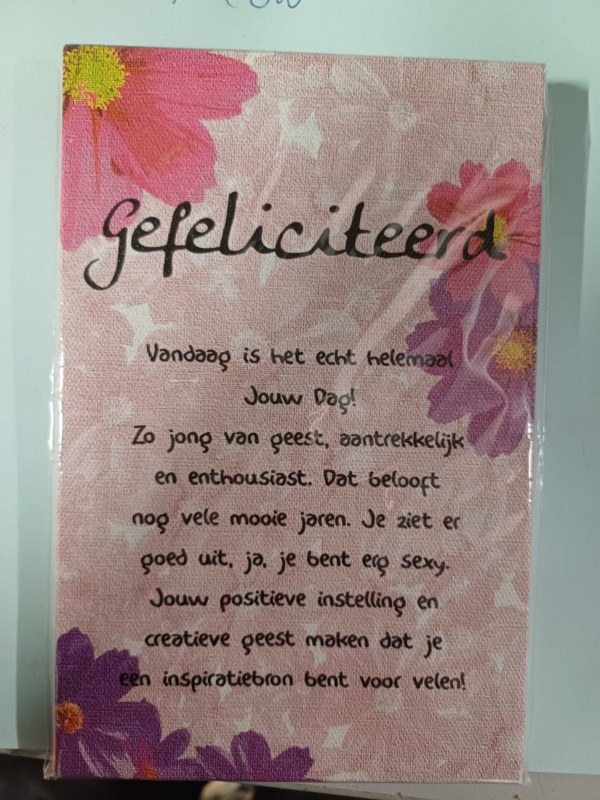 Gefeliciteerd
Vandaag is het echt helemaal
Jouw Dag!
Zo jong van geest, aantrekkelijk
en enthousiast. Dat belooft
nog vele mooie jaren. Je ziet er
goed uit, ja, je bent erg sexy.
Jouw positieve instelling en
creatieve geest maken dat je
een inspiratiebron bent voor velen!